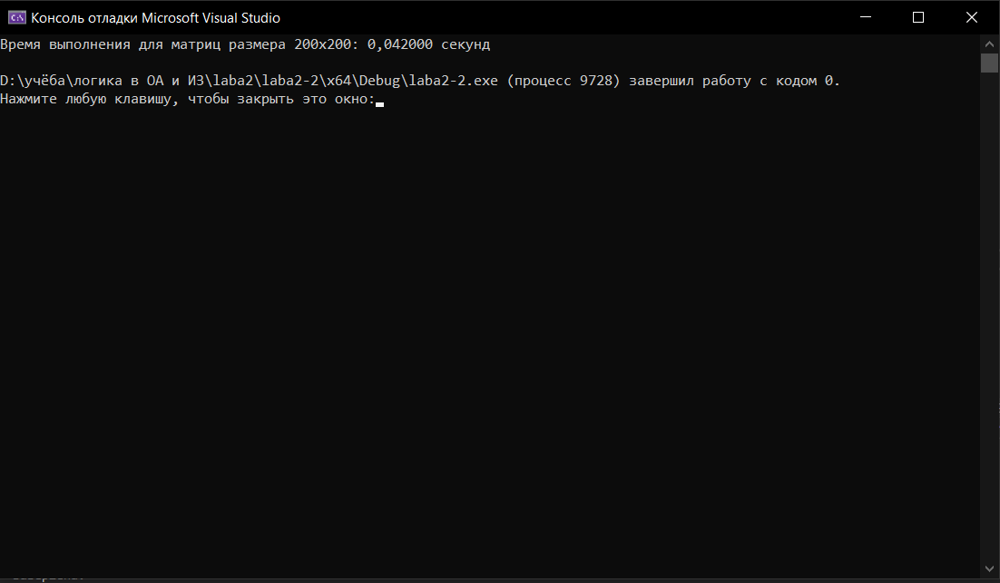 Консоль отладки Microsoft Visual Studio
Время выполнения для матриц размера 200x200: 0,042000 секунд
D:\учёба\логика в ОА и ИЗ\laba2\laba2-2\x64\Debug\laba2-2.exe (процесс 9728) завершил работу с кодом 0.
Нажмите любую клавишу, чтобы закрыть это окно: